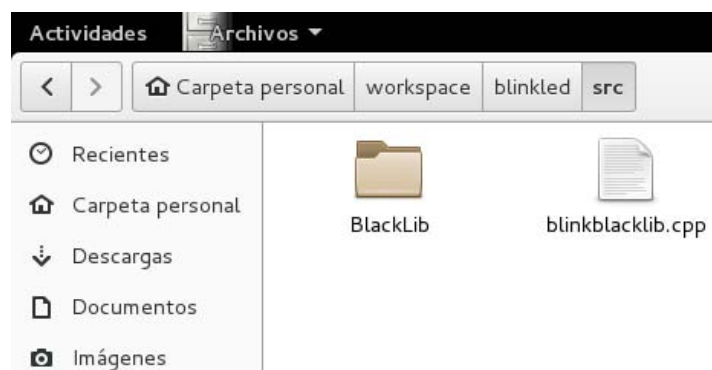 Actividades Archivos
Carpeta personal workspace blinkled src
Recientes
Carpeta personal
Descargas
Documentos
Imágenes
BlackLib blinkblacklib.cpp